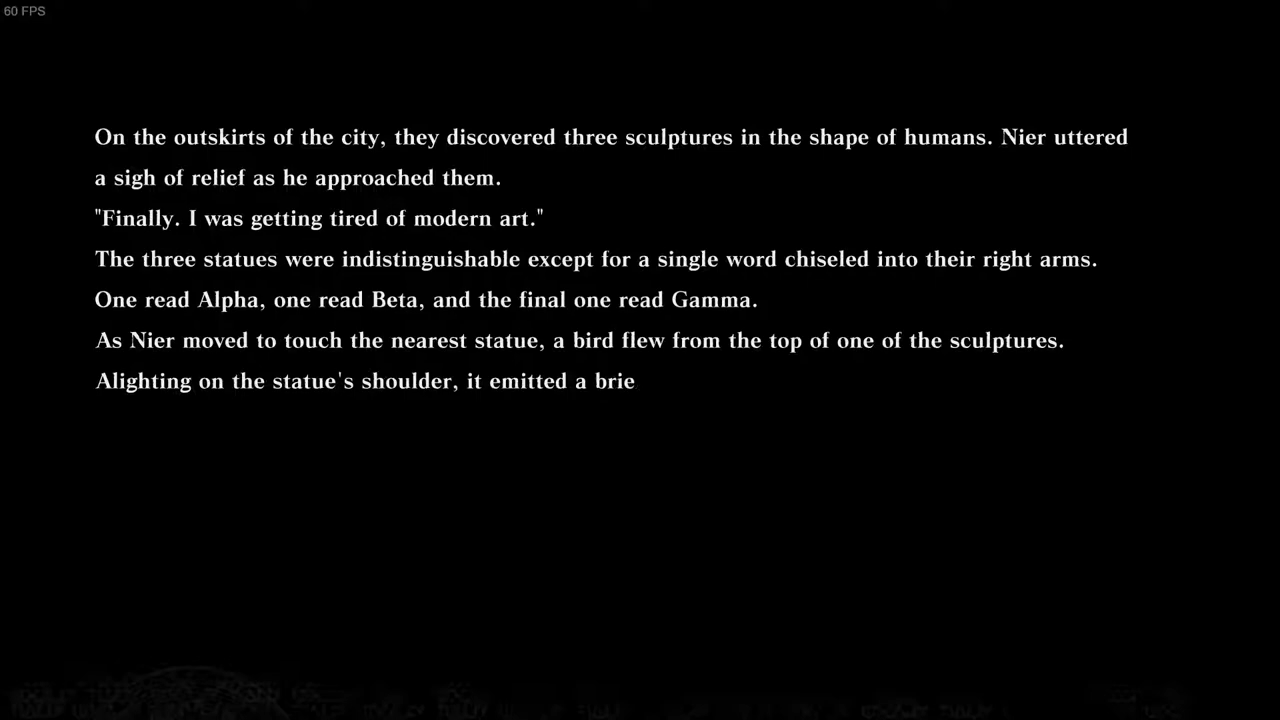 60 FPS
On the outskirts of the city, they discovered three sculptures in the shape of humans. Nier uttered
a sigh of relief as he approached them.
"Finally. I was getting tired of modern art."
The three statues were indistinguishable except for a single word chiseled into their right arms.
One read Alpha, one read Beta, and the final one read Gamma.
As Nier moved to touch the nearest statue, a bird flew from the top of one of the sculptures.
Alighting on the statue's shoulder, it emitted a brie